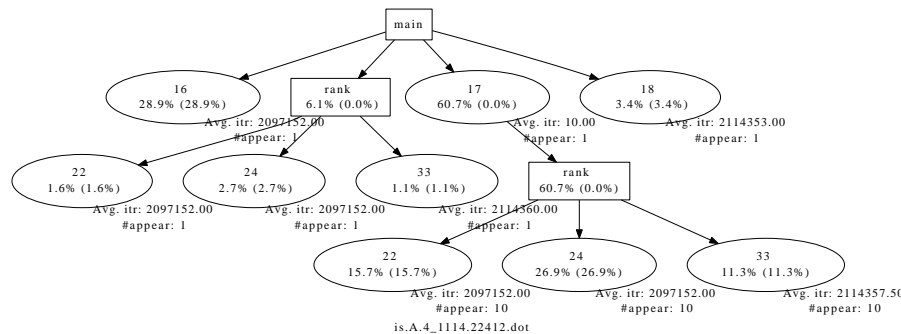 main
16
28.9% (28.9%)
Avg. itr: 2097152.00
#appear: 1
rank
6.1% (0.0%)
17
60.7% (0.0%)
Avg. itr: 10.00
#appear: 1
18
3.4% (3.4%)
Avg. itr: 2114353.00
#appear: 1
22
1.6% (1.6%)
Avg. itr: 2097152.00
#appear: 1
24
2.7% (2.7%)
Avg. itr: 2097152.00
#appear: 1
33
1.1% (1.1%)
Avg. itr: 2114360.00
#appear: 1
rank
60.7% (0.0%)
22
15.7% (15.7%)
Avg. itr: 2097152.00
#appear: 10
24
26.9% (26.9%)
Avg. itr: 2097152.00
#appear: 10
33
11.3% (11.3%)
Avg. itr: 2114357.50
#appear: 10
is.A.4_1114.22412.dot